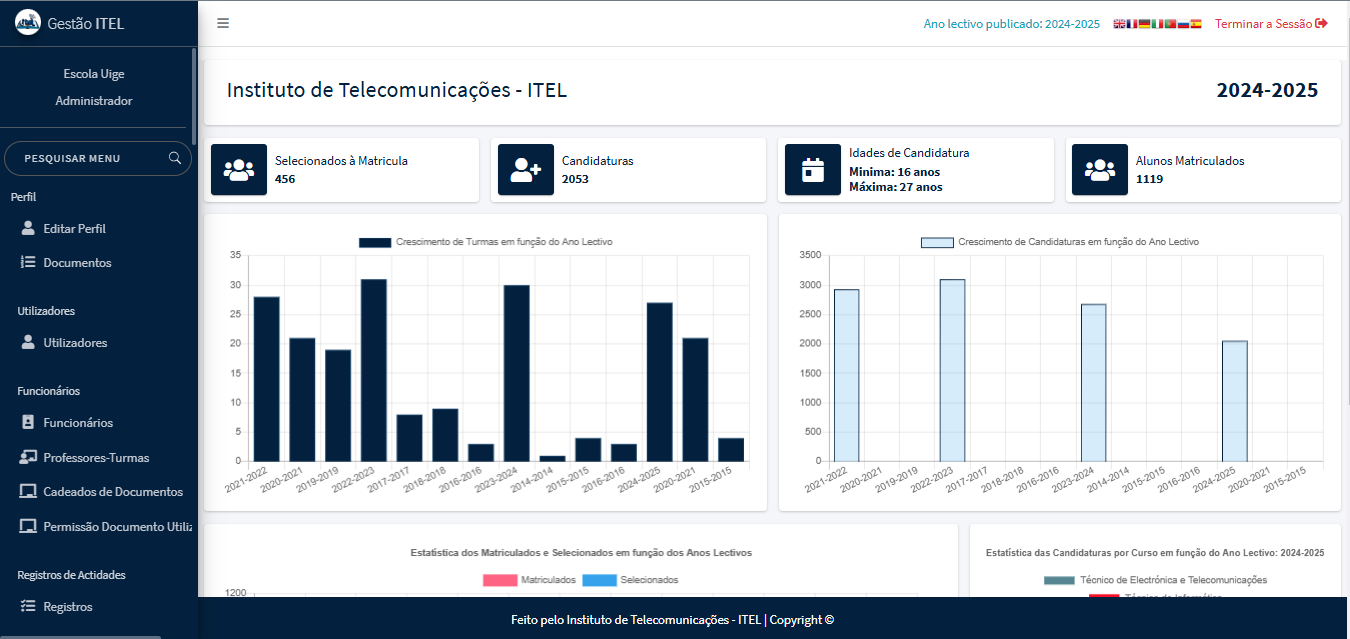 Gestão ITEL
Ano lectivo publicado: 2024-2025
Terminar a Sessão
Escola Uige
Administrador
PESQUISAR MENU
Perfil
Editar Perfil
Documentos
Utilizadores
Utilizadores
Funcionários
Funcionários
Professores-Turmas
Cadeados de Documentos
Permissão Documento Utiliz
Registros de Actidades
Registros
Instituto de Telecomunicações - ITEL
2024-2025
Selecionados à Matricula
456
Candidaturas
2053
Idades de Candidatura
Minima: 16 anos
Máxima: 27 anos
Alunos Matriculados
1119
Crescimento de Turmas em função do Ano Lectivo
35
30
25
20
15
10
5
0
2021-2022
2020-2021
2019-2019
2022-2023
2017-2017
2018-2018
2016-2016
2023-2024
2014-2014
2015-2015
2016-2016
2024-2025
2020-2021
2015-2015
Crescimento de Candidaturas em função do Ano Lectivo
3500
3000
2500
2000
1500
1000
500
0
2021-2022
2020-2021
2019-2019
2022-2023
2017-2017
2018-2018
2016-2016
2023-2024
2014-2014
2015-2015
2016-2016
2024-2025
2020-2021
2015-2015
Estatística dos Matriculados e Selecionados em função dos Anos Lectivos
Matriculados
Selecionados
1200
Estatística das Candidaturas por Curso em função do Ano Lectivo: 2024-2025
Técnico de Electrónica e Telecomunicações
Técnico de Informática
Feito pelo Instituto de Telecomunicações - ITEL | Copyright ©